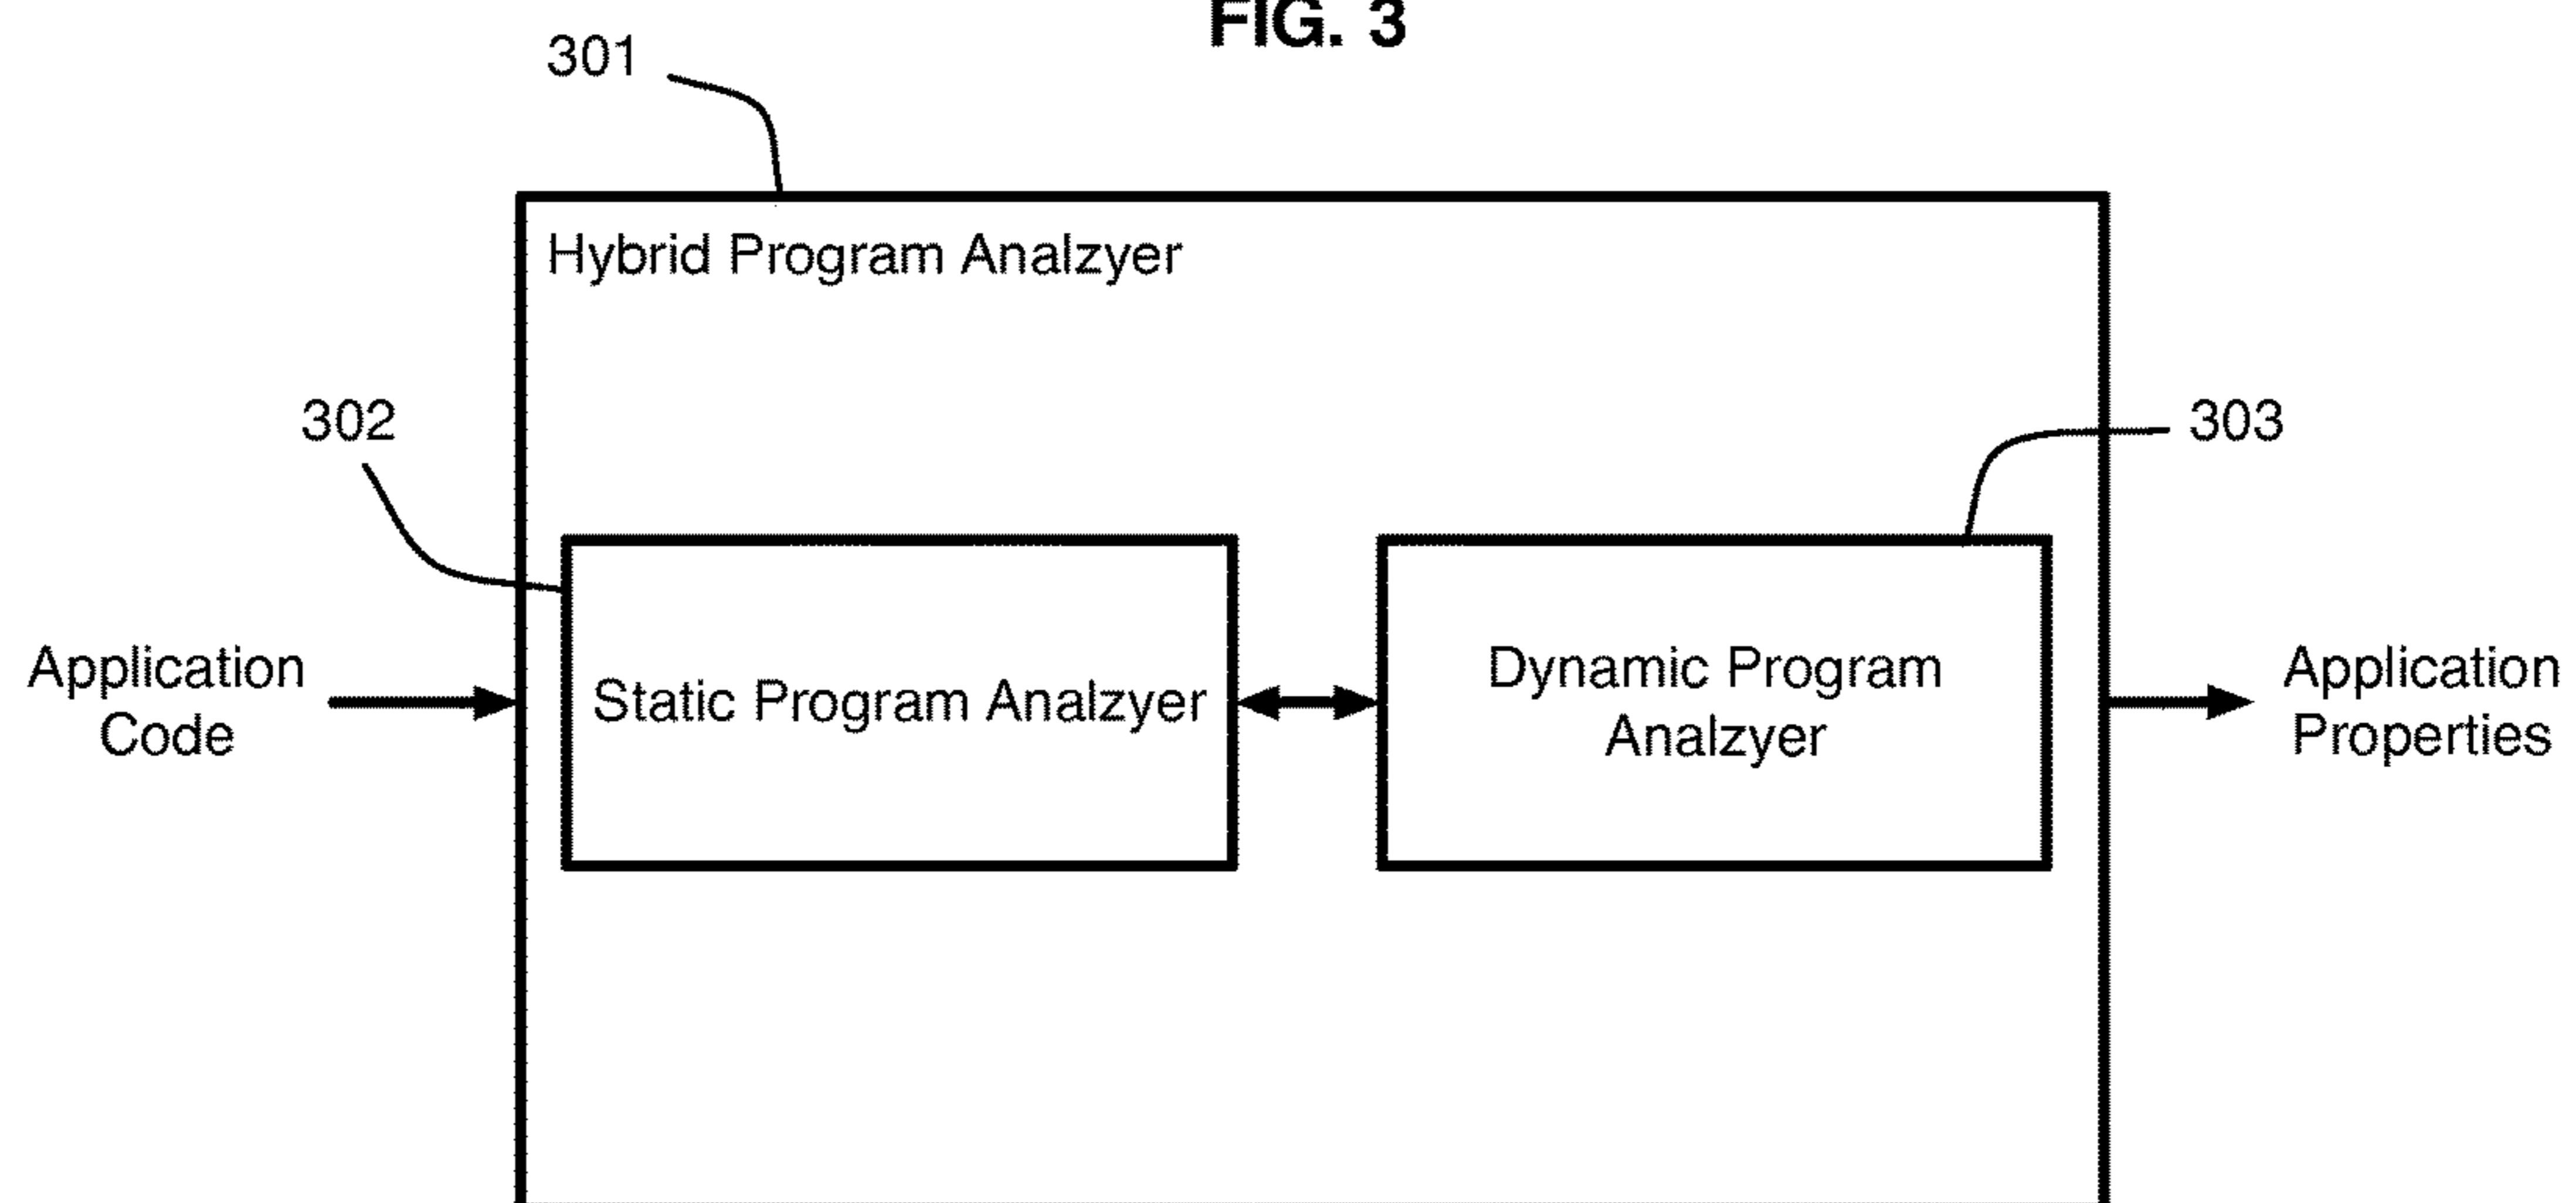 FIG. 3
301
Hybrid Program Analzyer
302
303
Application
Code
Static Program Analzyer
Dynamic Program
Analzyer
Application
Properties